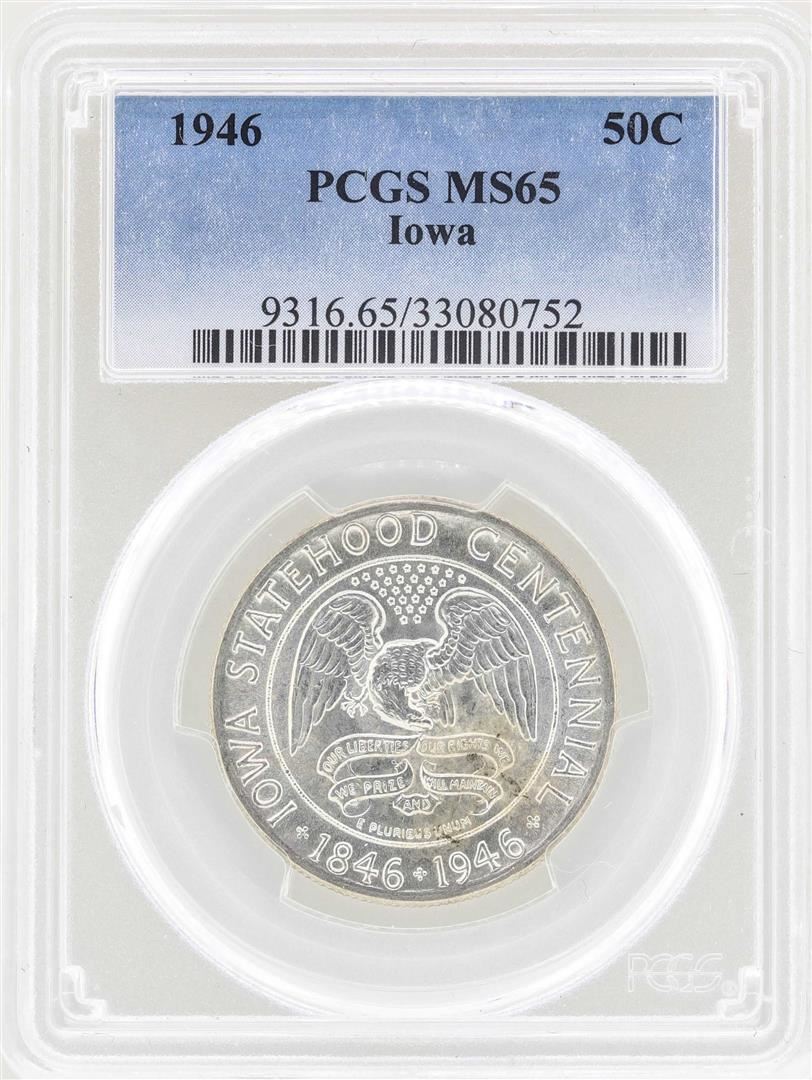 1946 50C
PCGS MS65
Iowa
9316.65/33080752
IOWA STATEHOOD CENTENNIAL
OUR LIBERTIES OUR RIGHTS WE
WE PRIZE WILL MAINTAIN
AND
E PLURIBUS UNUM
1846 1946
PCGS